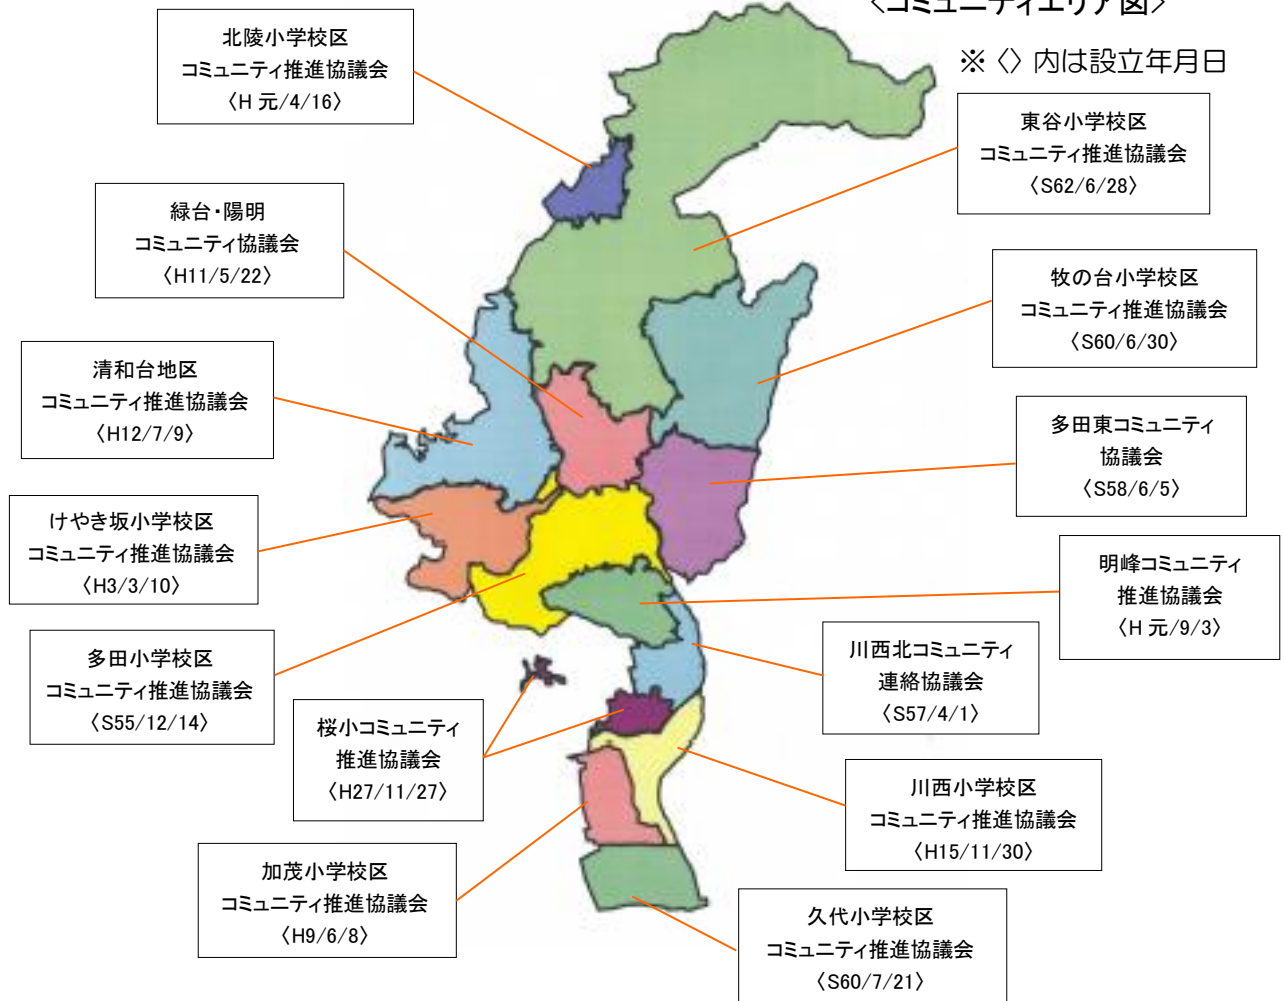 〈コミュニティエリア図〉
※〈〉内は設立年月日
北陵小学校区
コミュニティ推進協議会
〈H 元/4/16〉
東谷小学校区
コミュニティ推進協議会
〈S62/6/28〉
緑台・陽明
コミュニティ協議会
〈H11/5/22〉
牧の台小学校区
コミュニティ推進協議会
〈S60/6/30〉
清和台地区
コミュニティ推進協議会
〈H12/7/9〉
多田東コミュニティ
協議会
〈S58/6/5〉
けやき坂小学校区
コミュニティ推進協議会
〈H3/3/10〉
明峰コミュニティ
推進協議会
〈H 元/9/3〉
多田小学校区
コミュニティ推進協議会
〈S55/12/14〉
川西北コミュニティ
連絡協議会
〈S57/4/1〉
桜小コミュニティ
推進協議会
〈H27/11/27〉
川西小学校区
コミュニティ推進協議会
〈H15/11/30〉
加茂小学校区
コミュニティ推進協議会
〈H9/6/8〉
久代小学校区
コミュニティ推進協議会
〈S60/7/21〉